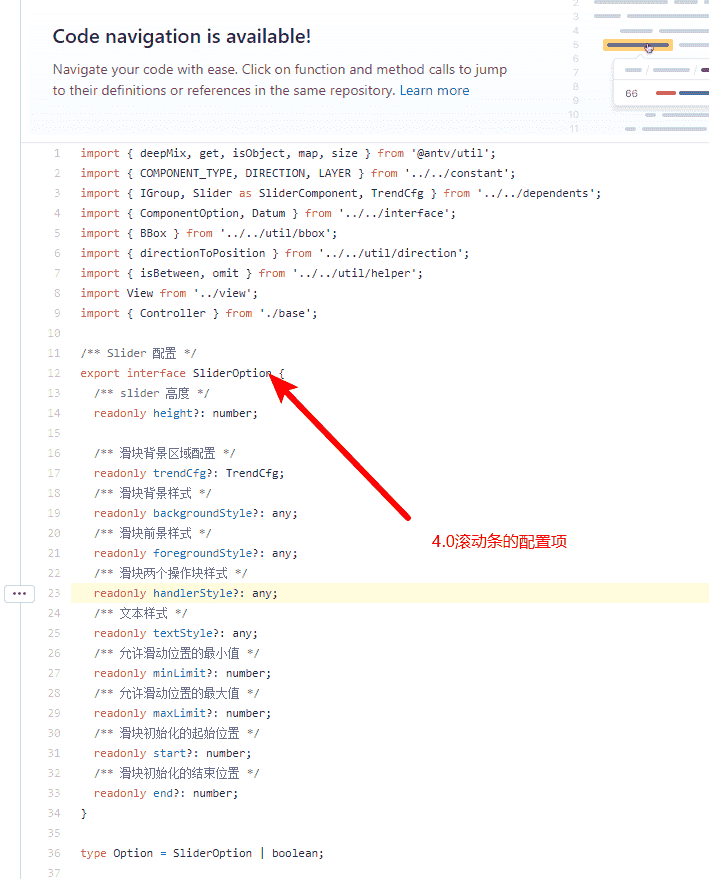 Code navigation is available!
Navigate your code with ease. Click on function and method calls to jump
to their definitions or references in the same repository. Learn more
2
3
4
5
6
7
8
9
10
11
66
1 import { deepMix, get, isObject, map, size } from '@antv/util';
2 import { COMPONENT_TYPE, DIRECTION, LAYER } from '../../constant';
3 import { IGroup, Slider as SliderComponent, TrendCfg } from '../../dependents';
4 import { ComponentOption, Datum } from '../../interface';
5 import { BBox } from '../../util/bbox';
6 import { directionToPosition } from '../../util/direction';
7 import { isBetween, omit } from '../../util/helper';
8 import View from '../view';
9 import { Controller } from './base';
10
11 /** Slider 配置 */
12 export interface SliderOption {
13 /** slider 高度 */
14 readonly height?: number;
15
16 /** 滑块背景区域配置 */
17 readonly trendCfg?: TrendCfg;
18 /** 滑块背景样式 */
19 readonly backgroundStyle?: any;
20 /** 滑块前景样式 */
21 readonly foregroundStyle?: any;
22 /** 滑块两个操作块样式 */
23 readonly handlerStyle?: any;
24 /** 文本样式 */
25 readonly textStyle?: any;
26 /** 允许滑动位置的最小值 */
27 readonly minLimit?: number;
28 /** 允许滑动位置的最大值 */
29 readonly maxLimit?: number;
30 /** 滑块初始化的起始位置 */
31 readonly start?: number;
32 /** 滑块初始化的结束位置 */
33 readonly end?: number;
34 }
35
36 type Option = SliderOption | boolean;
37
4.0滚动条的配置项